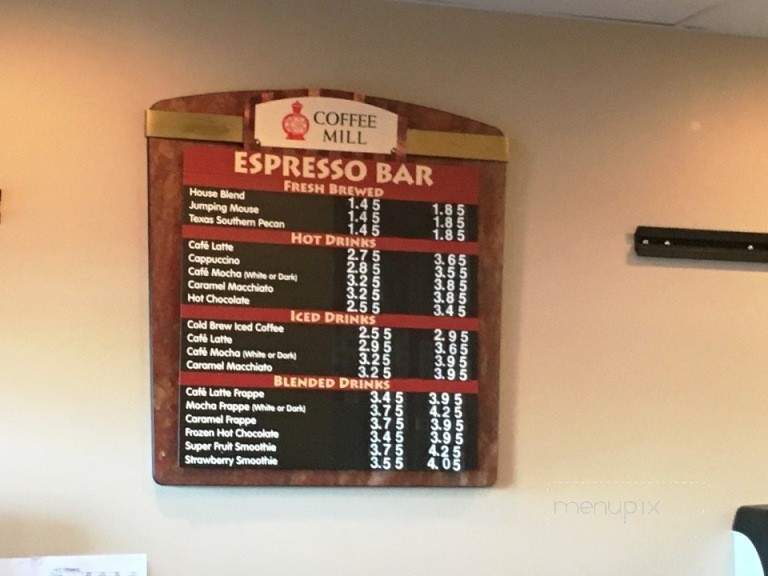 COFFEE
MILL
ESPRESSO BAR
FRESH BREWED
House Blend 1.45 1.85
Jumping Mouse 1.45 1.85
Texas Southern Pecan 1.45 1.85
HOT DRINKS
Café Latte 2.75 3.65
Cappuccino 2.85 3.55
Café Mocha (White or Dark) 3.25 3.85
Caramel Macchiato 3.25 3.85
Hot Chocolate 2.55 3.45
ICED DRINKS
Cold Brew Iced Coffee 2.55 2.95
Café Latte 2.95 3.65
Café Mocha (White or Dark) 3.25 3.95
Caramel Macchiato 3.25 3.95
BLENDED DRINKS
Café Latte Frappe 3.45 3.95
Mocha Frappe (White or Dark) 3.75 4.25
Caramel Frappe 3.75 3.95
Frozen Hot Chocolate 3.45 3.95
Super Fruit Smoothie 3.75 4.25
Strawberry Smoothie 3.55 4.05
menupix